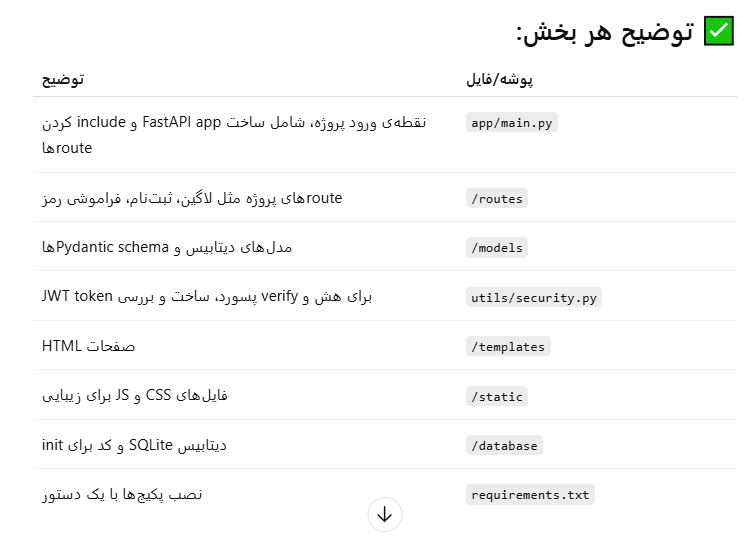 ✅ توضیح هر بخش:
پوشه/فایل توضیح
app/main.py نقطه‌ی ورود پروژه، شامل ساخت FastAPI app و include کردن
routeها
routes/ routeهای پروژه مثل لاگین، ثبت‌نام، فراموشی رمز
models/ مدل‌های دیتابیس و Pydantic schemaها
utils/security.py برای هش و verify پسورد، ساخت و بررسی JWT token
templates/ صفحات HTML
static/ فایل‌های CSS و JS برای زیبایی
database/ دیتابیس SQLite و کد برای init
requirements.txt نصب پکیج‌ها با یک دستور